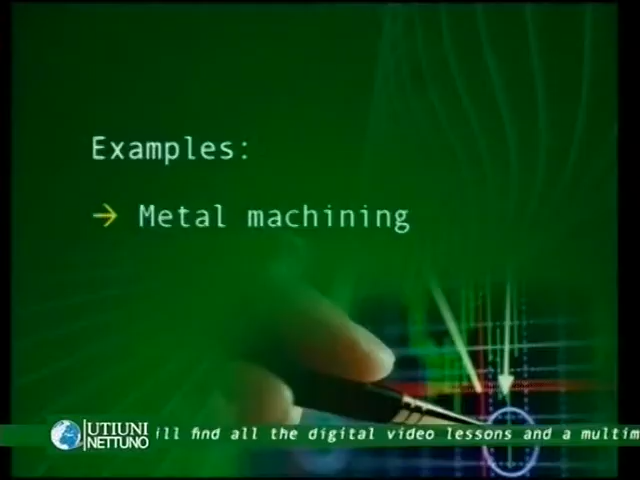 Examples:
→ Metal machining
UTIUNI
NETTUNO
ill find all the digital video lessons and a multim